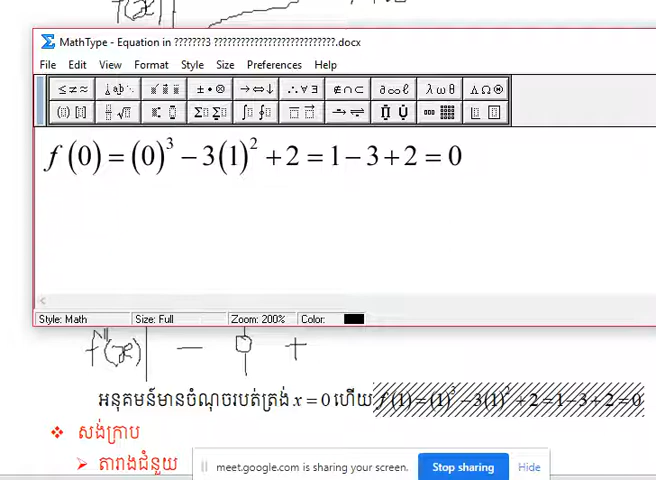 f(x)
MathType - Equation in ???????3 ???????????????????????????.docx
File Edit View Format Style Size Preferences Help
f(0) = (0)³ − 3(1)² + 2 = 1 − 3 + 2 = 0
Style: Math Size: Full Zoom: 200% Color:
f''(x) − 0 +
អនុគមន៍មានចំណុចរបត់ត្រង់ x = 0 ហើយ f(1) = (1)³ − 3(1)² + 2 = 1 − 3 + 2 = 0
❖ សង់ក្រាប
➢ តារាងជំនួយ
meet.google.com is sharing your screen. Stop sharing Hide